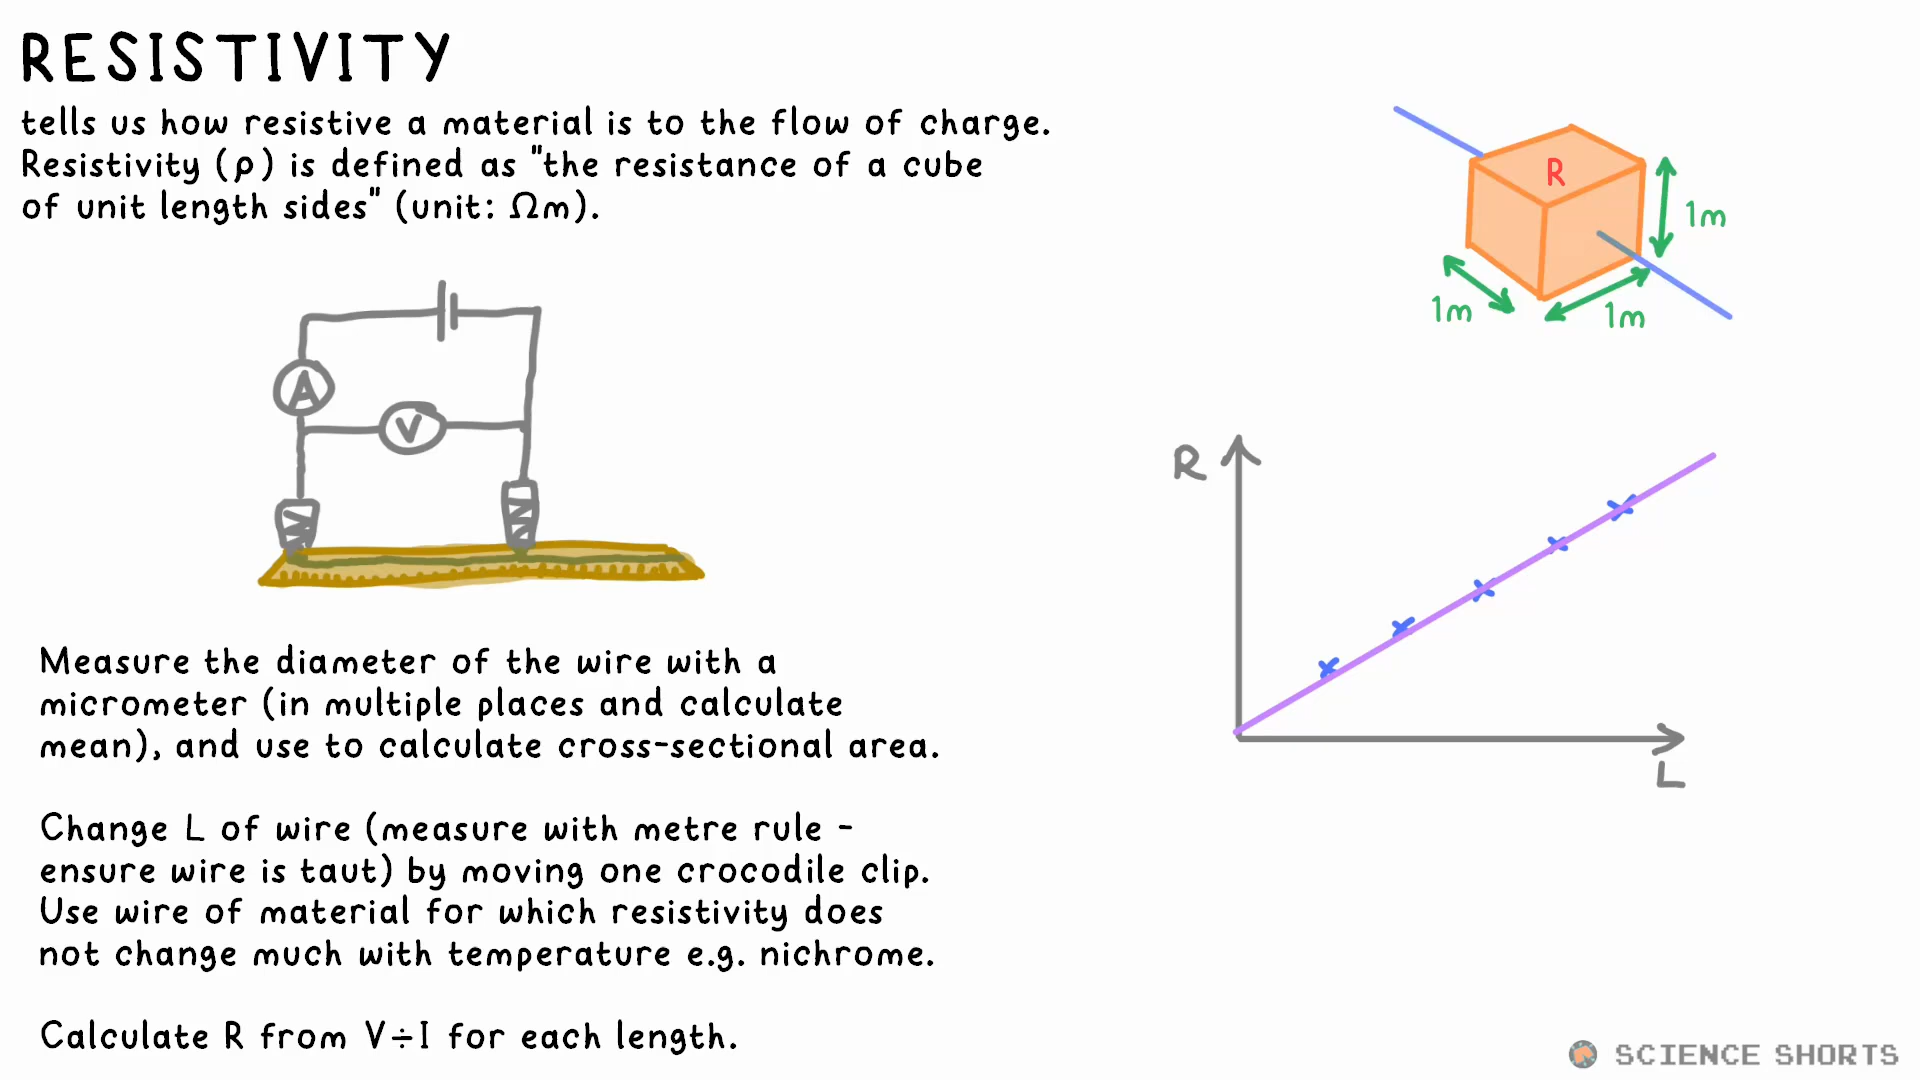 RESISTIVITY
tells us how resistive a material is to the flow of charge.
Resistivity (ρ) is defined as "the resistance of a cube
of unit length sides" (unit: Ωm).
R
1m
1m
1m
A
V
R
L
Measure the diameter of the wire with a
micrometer (in multiple places and calculate
mean), and use to calculate cross-sectional area.
Change L of wire (measure with metre rule -
ensure wire is taut) by moving one crocodile clip.
Use wire of material for which resistivity does
not change much with temperature e.g. nichrome.
Calculate R from V÷I for each length.
SCIENCE SHORTS